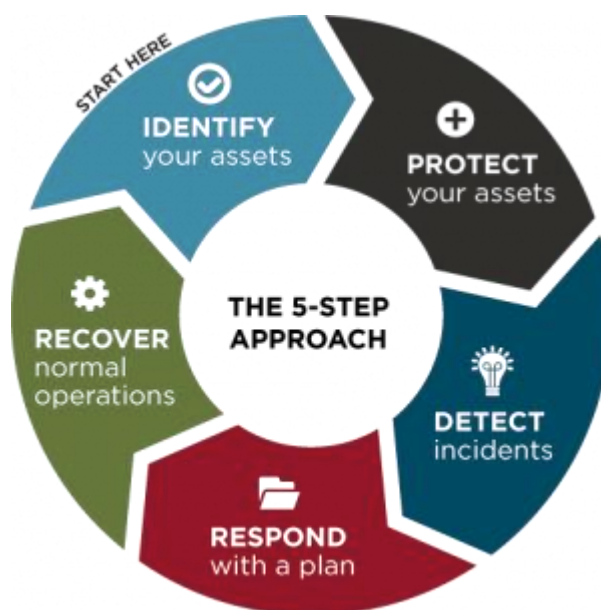 START HERE
IDENTIFY
your assets
PROTECT
your assets
DETECT
incidents
RESPOND
with a plan
RECOVER
normal
operations
THE 5-STEP
APPROACH